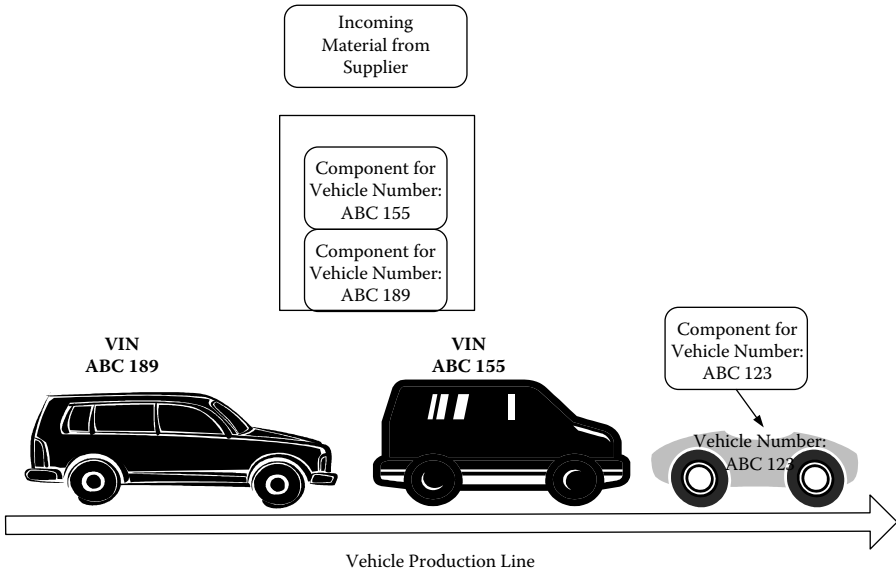 Incoming
Material from
Supplier
Component for
Vehicle Number:
ABC 155
Component for
Vehicle Number:
ABC 189
VIN
ABC 189
VIN
ABC 155
Component for
Vehicle Number:
ABC 123
Vehicle Number:
ABC 123
Vehicle Production Line